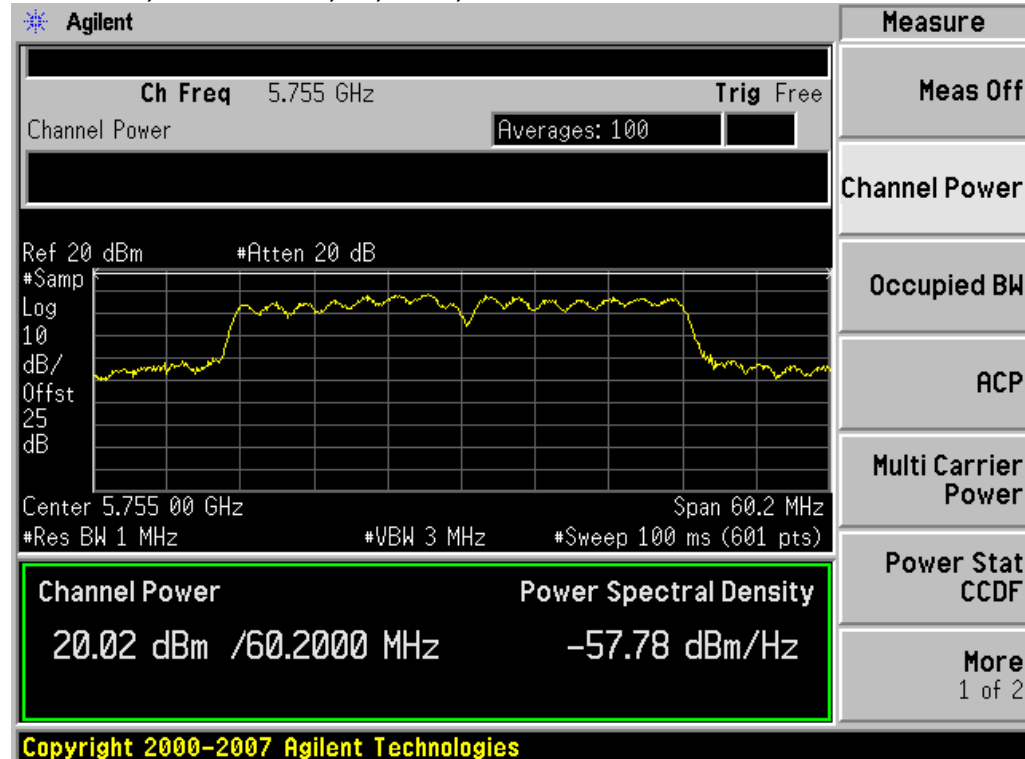 Agilent
Measure
Ch Freq 5.755 GHz Trig Free
Channel Power Averages: 100
Ref 20 dBm #Atten 20 dB
#Samp
Log
10
dB/
Offst
25
dB
Center 5.755 00 GHz Span 60.2 MHz
#Res BW 1 MHz #VBW 3 MHz #Sweep 100 ms (601 pts)
Channel Power Power Spectral Density
20.02 dBm /60.2000 MHz -57.78 dBm/Hz
Meas Off
Channel Power
Occupied BW
ACP
Multi Carrier
Power
Power Stat
CCDF
More
1 of 2
Copyright 2000-2007 Agilent Technologies